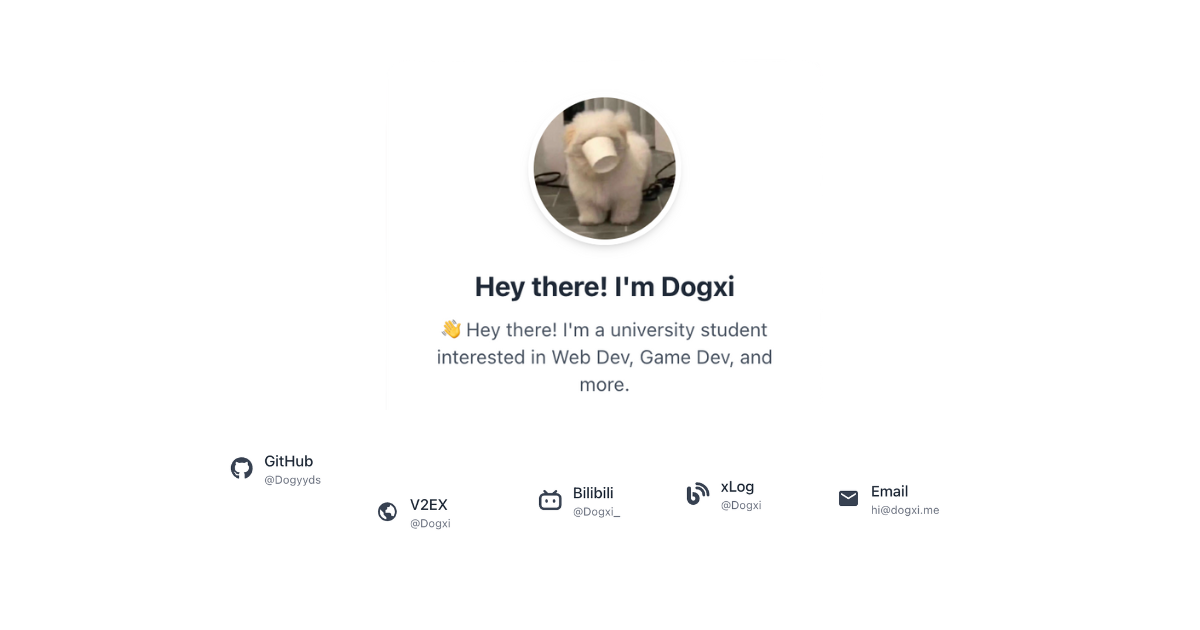 Hey there! I'm Dogxi
👋 Hey there! I'm a university student
interested in Web Dev, Game Dev, and
more.
GitHub
@Dogyyds
V2EX
@Dogxi
Bilibili
@Dogxi_
xLog
@Dogxi
Email
hi@dogxi.me